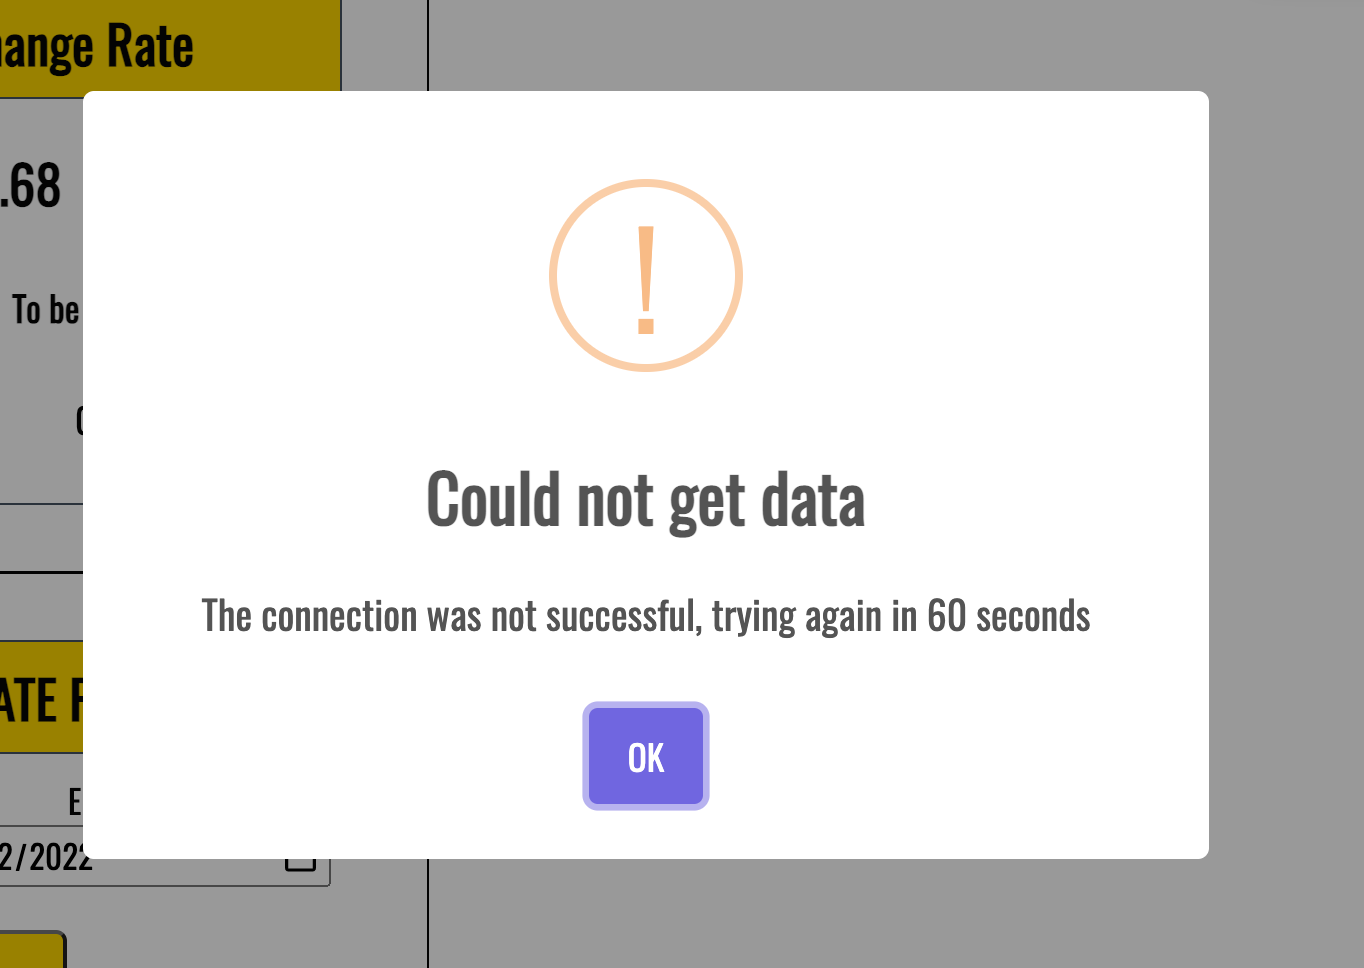 ange Rate
.68
To be
!
Could not get data
The connection was not successful, trying again in 60 seconds
OK
ATE
E
2/2022